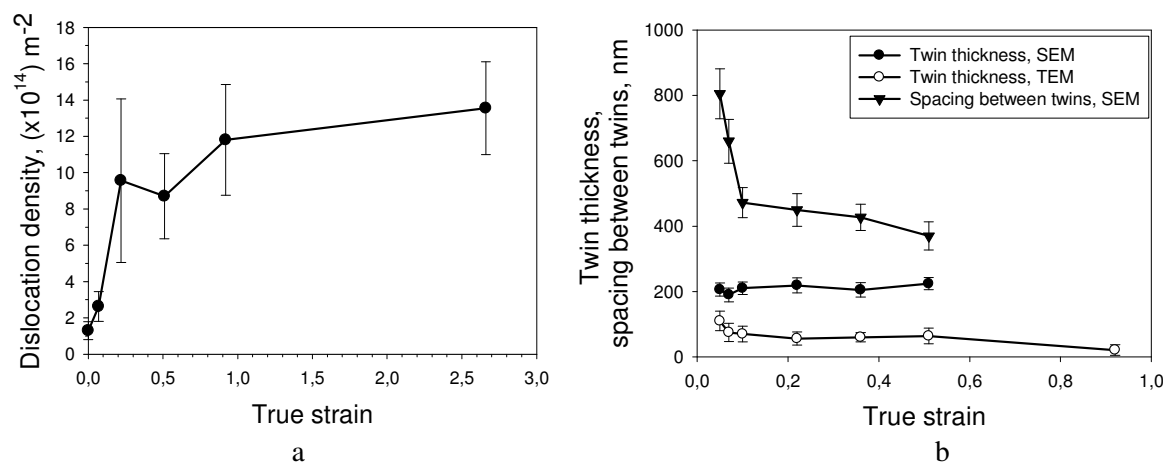 Dislocation density, (x10¹⁴) m⁻²
18
16
14
12
10
8
6
4
2
0
0,0 0,5 1,0 1,5 2,0 2,5 3,0
True strain
a
Twin thickness,
spacing between twins, nm
1000
800
600
400
200
0
Twin thickness, SEM
Twin thickness, TEM
Spacing between twins, SEM
0,0 0,2 0,4 0,6 0,8 1,0
True strain
b